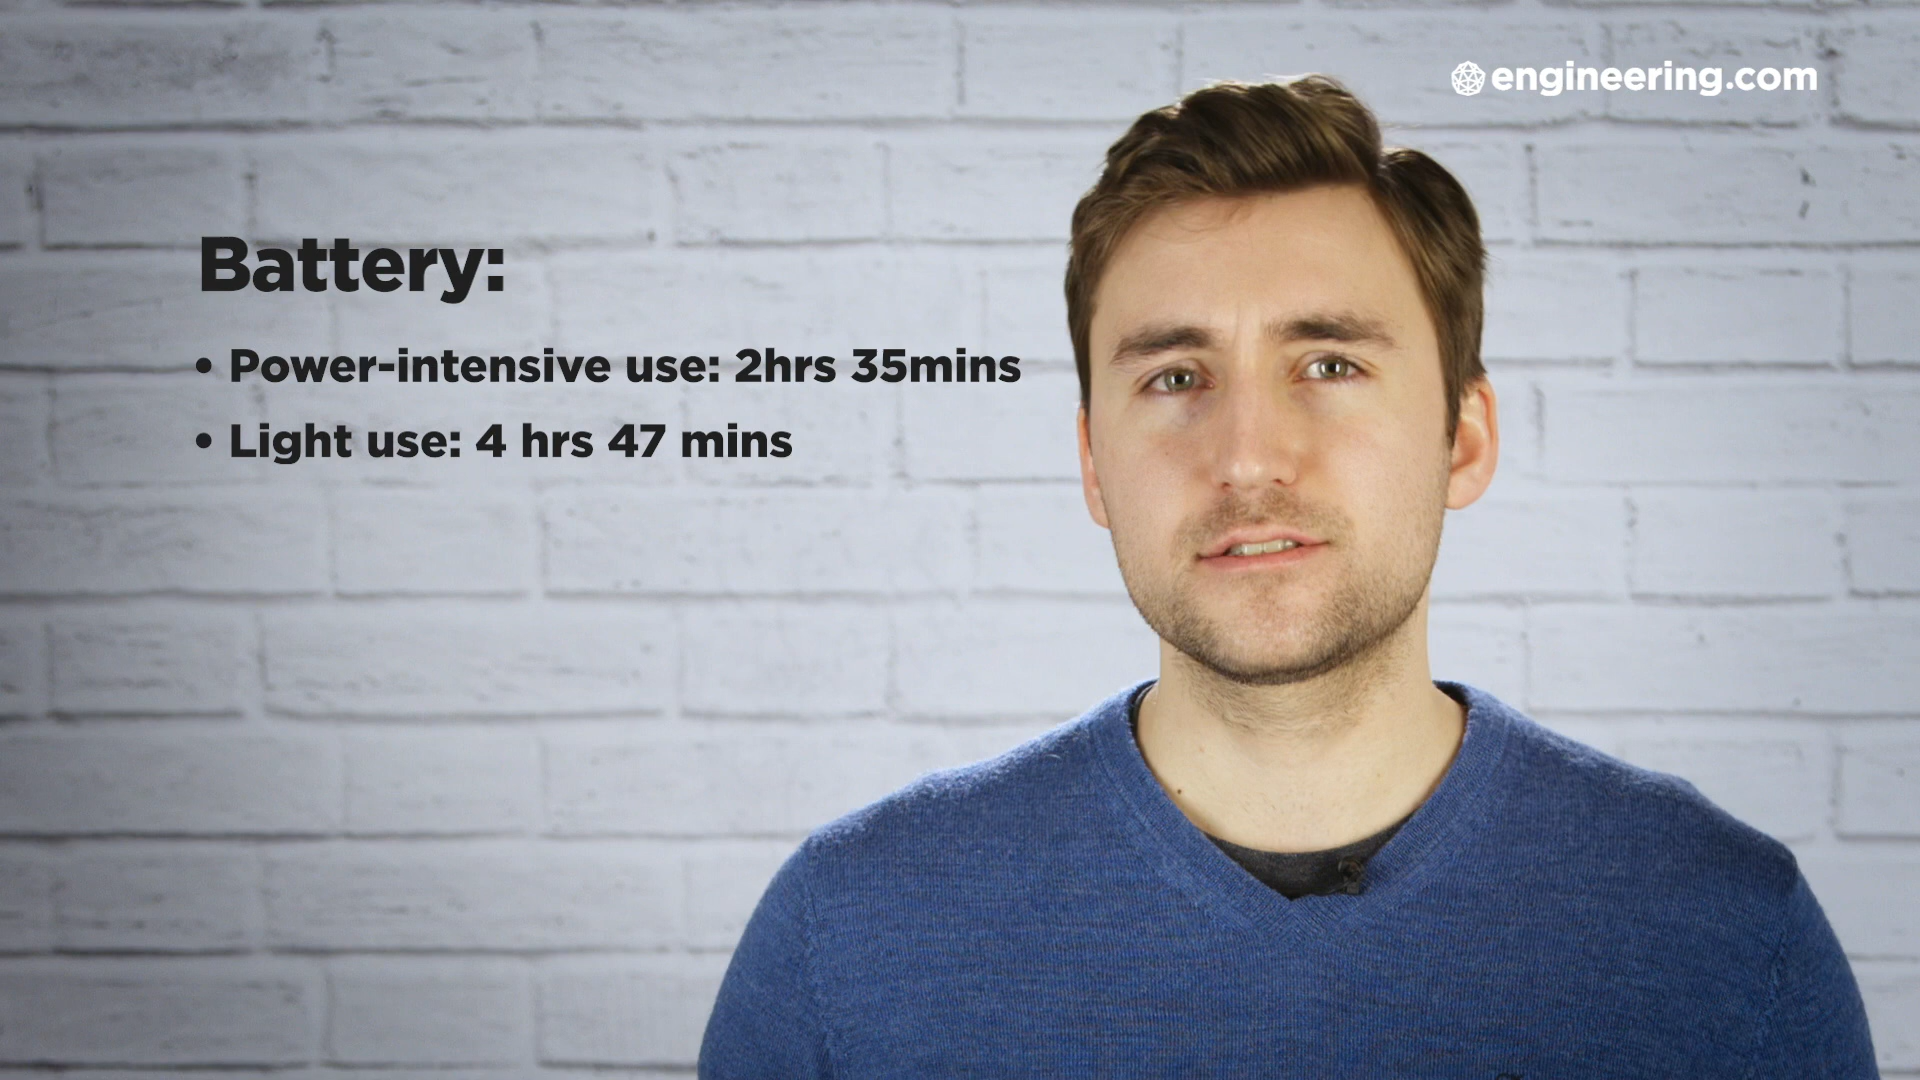 engineering.com
Battery:
• Power-intensive use: 2hrs 35mins
• Light use: 4 hrs 47 mins